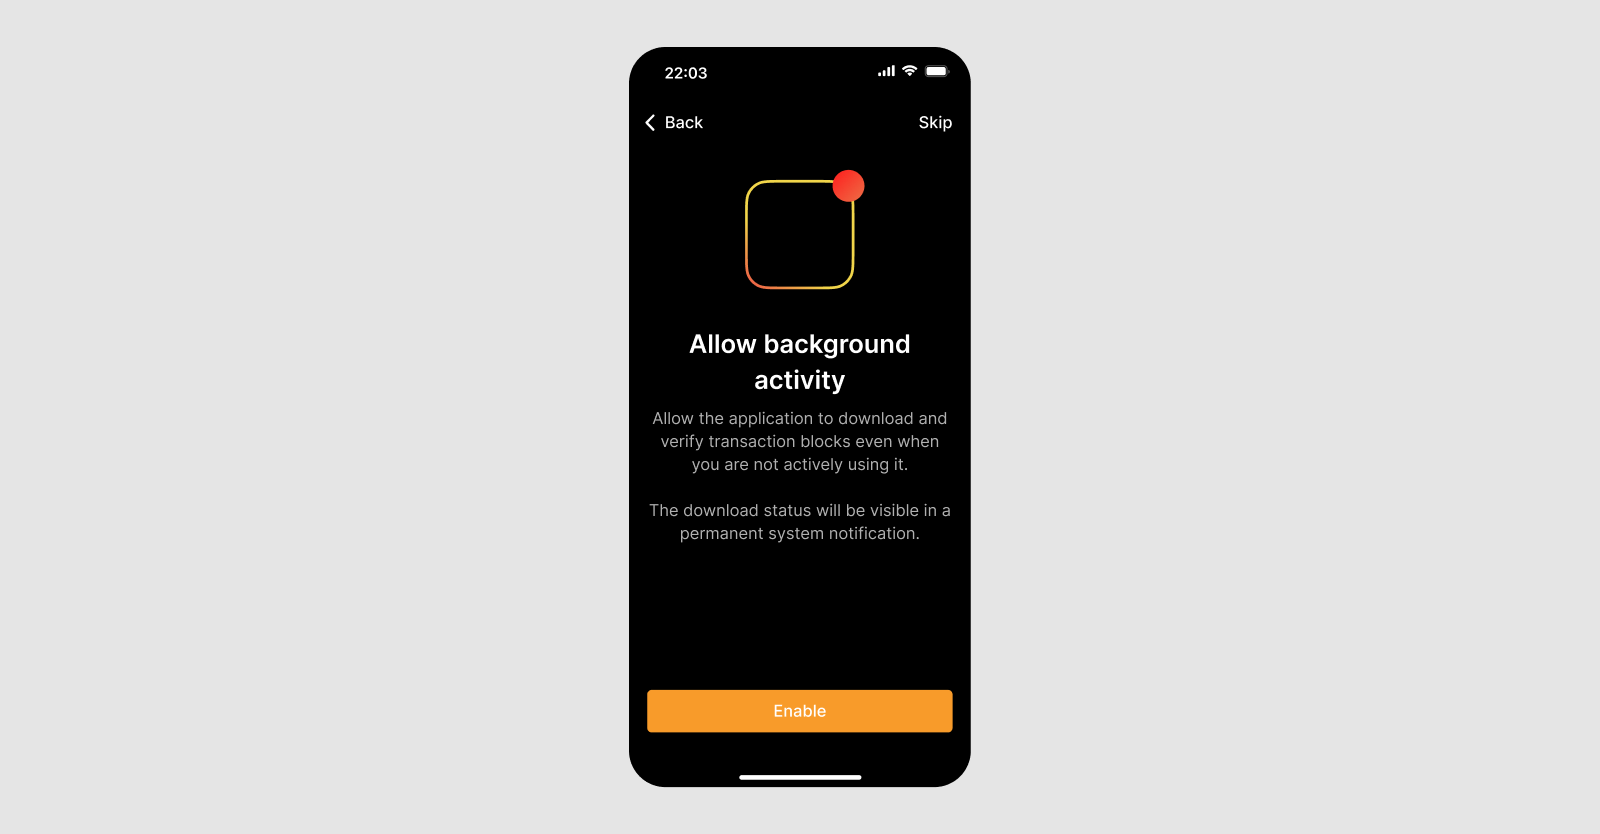 22:03
Back
Skip
Allow background
activity
Allow the application to download and
verify transaction blocks even when
you are not actively using it.
The download status will be visible in a
permanent system notification.
Enable